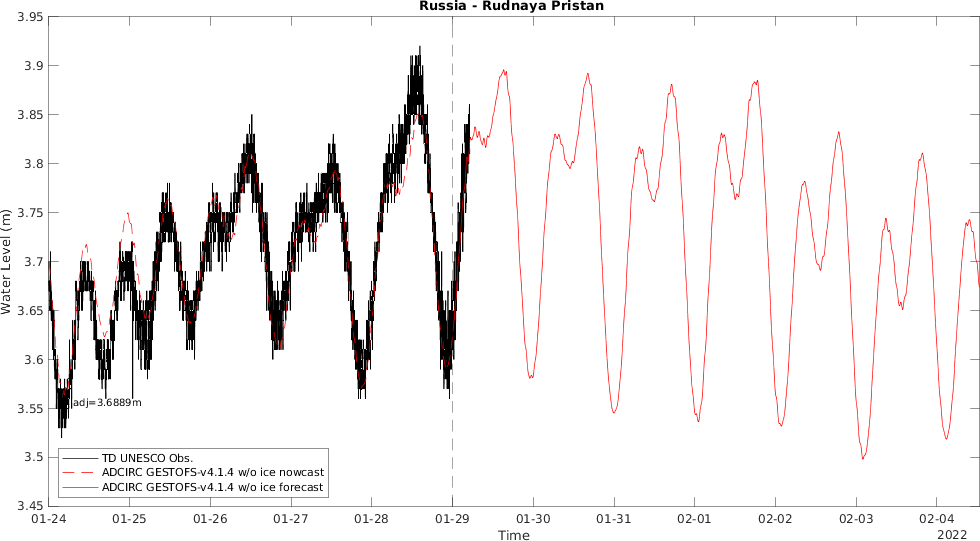 Russia - Rudnaya Pristan
3.95
3.9
3.85
3.8
3.75
3.7
3.65
3.6
3.55
3.5
3.45
Water Level (m)
adj=3.6889m
TD UNESCO Obs.
ADCIRC GESTOFS-v4.1.4 w/o ice nowcast
ADCIRC GESTOFS-v4.1.4 w/o ice forecast
01-24 01-25 01-26 01-27 01-28 01-29 01-30 01-31 02-01 02-02 02-03 02-04
Time
2022